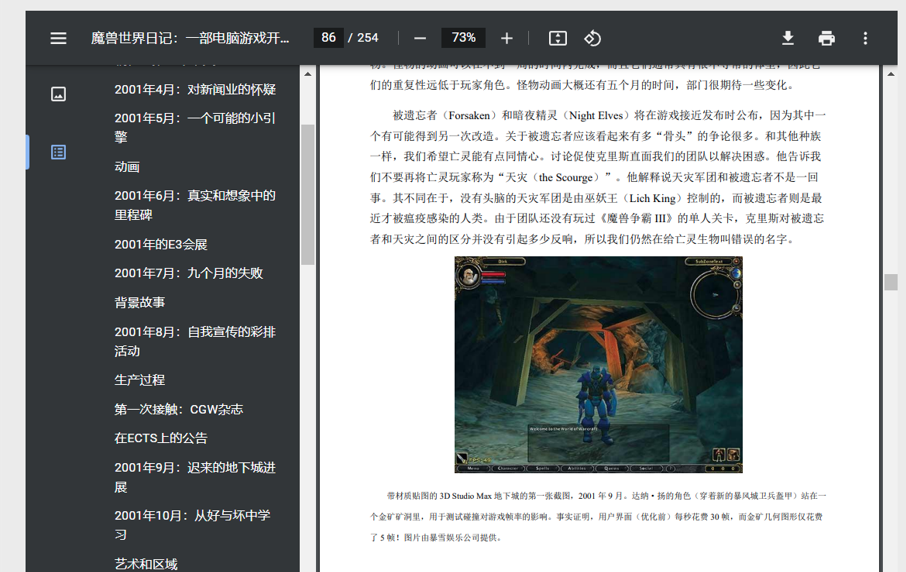 魔兽世界日记：一部电脑游戏开...
86 / 254
73%
2001年4月：对新闻业的怀疑
2001年5月：一个可能的小引
擎
动画
2001年6月：真实和想象中的
里程碑
2001年的E3会展
2001年7月：九个月的失败
背景故事
2001年8月：自我宣传的彩排
活动
生产过程
第一次接触：CGW杂志
在ECTS上的公告
2001年9月：迟来的地下城进
展
2001年10月：从好与坏中学
习
艺术和区域
们的重复性远低于玩家角色。怪物动画大概还有五个月的时间，部门很期待一些变化。
被遗忘者（Forsaken）和暗夜精灵（Night Elves）将在游戏接近发布时公布，因为其中一
个有可能得到另一次改造。关于被遗忘者应该看起来有多“骨头”的争论很多。和其他种族
一样，我们希望亡灵能有点同情心。讨论促使克里斯直面我们的团队以解决困惑。他告诉我
们不要再将亡灵玩家称为“天灾（the Scourge）”。他解释说天灾军团和被遗忘者不是一回
事。其不同在于，没有头脑的天灾军团是由巫妖王（Lich King）控制的，而被遗忘者则是最
近才被瘟疫感染的人类。由于团队还没有玩过《魔兽争霸 III》的单人关卡，克里斯对被遗忘
者和天灾之间的区分并没有引起多少反响，所以我们仍然在给亡灵生物叫错误的名字。
Welcome to the World of Warcraft
Menu Character Spells Abilities Quests Social
带材质贴图的 3D Studio Max 地下城的第一张截图，2001 年 9 月。达纳·扬的角色（穿着新的暴风城卫兵盔甲）站在一
个金矿矿洞里，用于测试碰撞对游戏帧率的影响。事实证明，用户界面（优化前）每秒花费 30 帧，而金矿几何图形仅花费
了 5 帧！图片由暴雪娱乐公司提供。